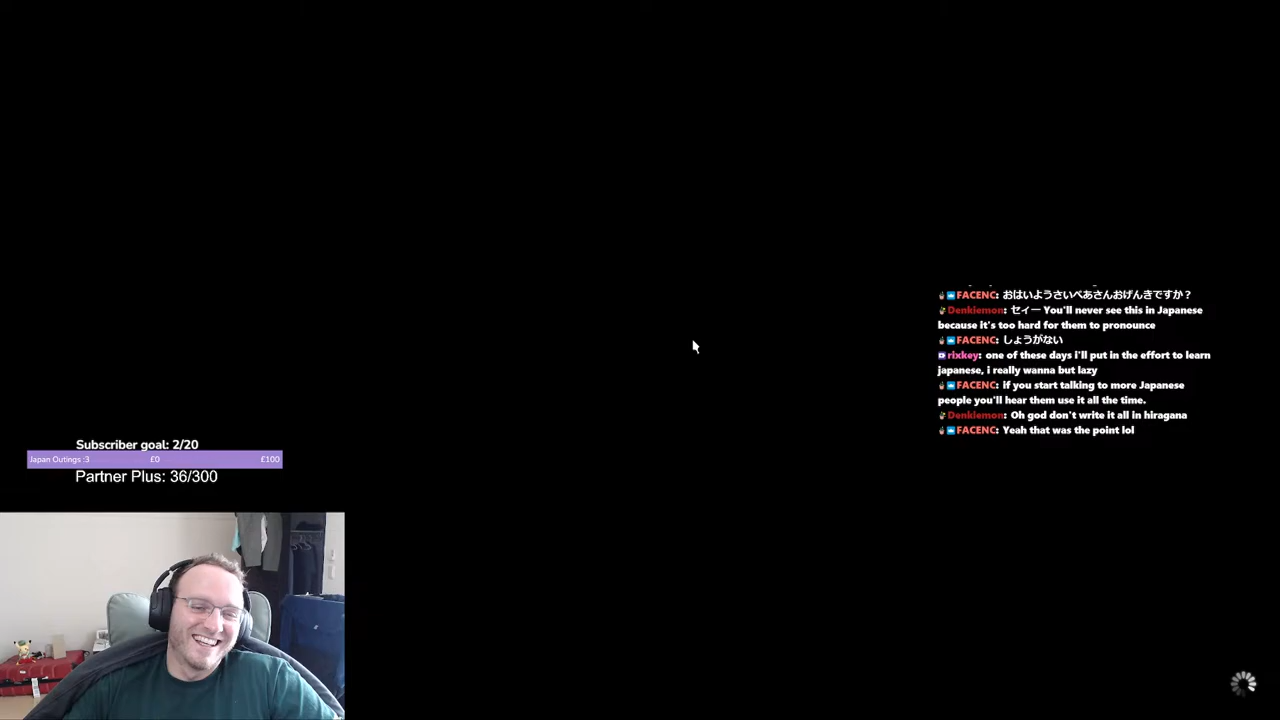 FACENC: おはいようさいべあさんおげんきですか？
Denkiemon: セィー You'll never see this in Japanese
because it's too hard for them to pronounce
FACENC: しょうがない
rixkey: one of these days i'll put in the effort to learn
japanese, i really wanna but lazy
FACENC: if you start talking to more Japanese
people you'll hear them use it all the time.
Denkiemon: Oh god don't write it all in hiragana
FACENC: Yeah that was the point lol
Subscriber goal: 2/20
Japan Outings :3 £0 £100
Partner Plus: 36/300